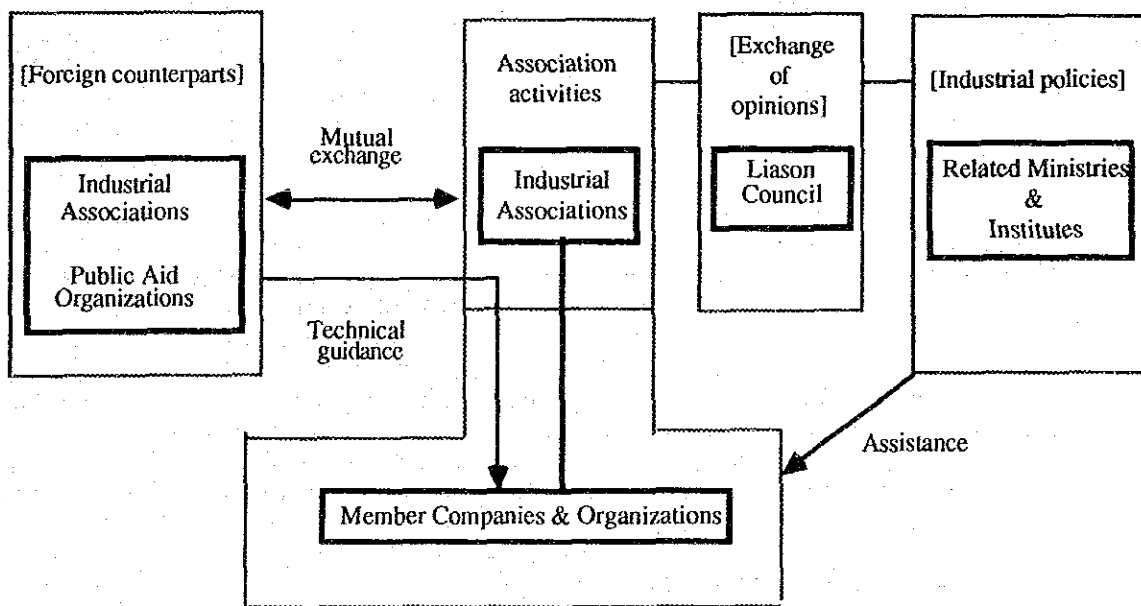 [Foreign counterparts]
Industrial
Associations
Public Aid
Organizations
Mutual
exchange
Technical
guidance
Association
activities
Industrial
Associations
[Exchange
of
opinions]
Liason
Council
[Industrial policies]
Related Ministries
&
Institutes
Assistance
Member Companies & Organizations